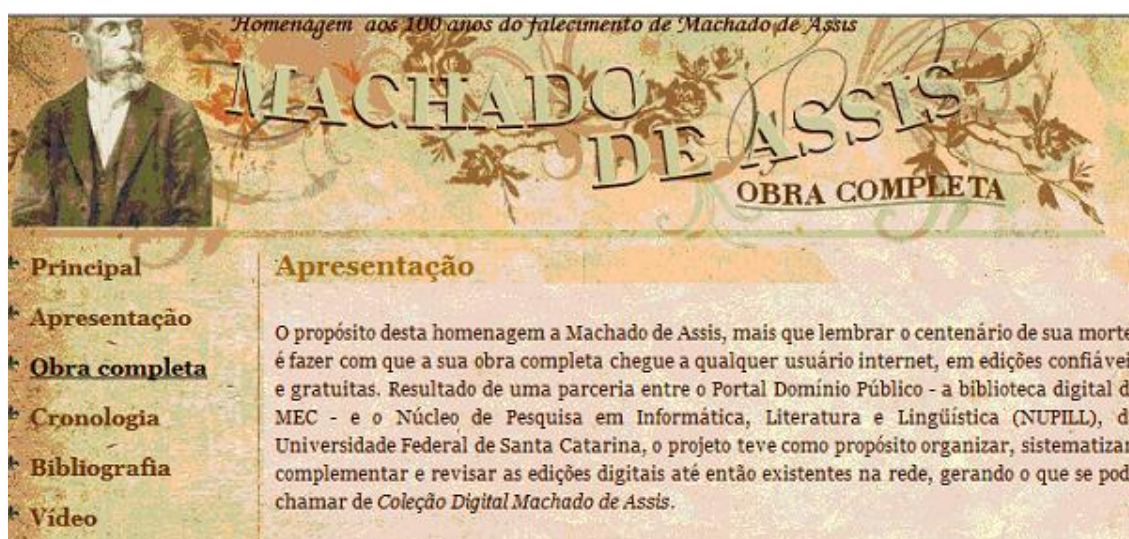 Homenagem aos 100 anos do falecimento de Machado de Assis
MACHADO
DE ASSIS
OBRA COMPLETA
Principal
Apresentação
Obra completa
Cronologia
Bibliografia
Vídeo
Apresentação
O propósito desta homenagem a Machado de Assis, mais que lembrar o centenário de sua morte
é fazer com que a sua obra completa chegue a qualquer usuário internet, em edições confiávei
e gratuitas. Resultado de uma parceria entre o Portal Domínio Público - a biblioteca digital d
MEC - e o Núcleo de Pesquisa em Informática, Literatura e Lingüística (NUPILL), d
Universidade Federal de Santa Catarina, o projeto teve como propósito organizar, sistematizar
complementar e revisar as edições digitais até então existentes na rede, gerando o que se pod
chamar de Coleção Digital Machado de Assis.